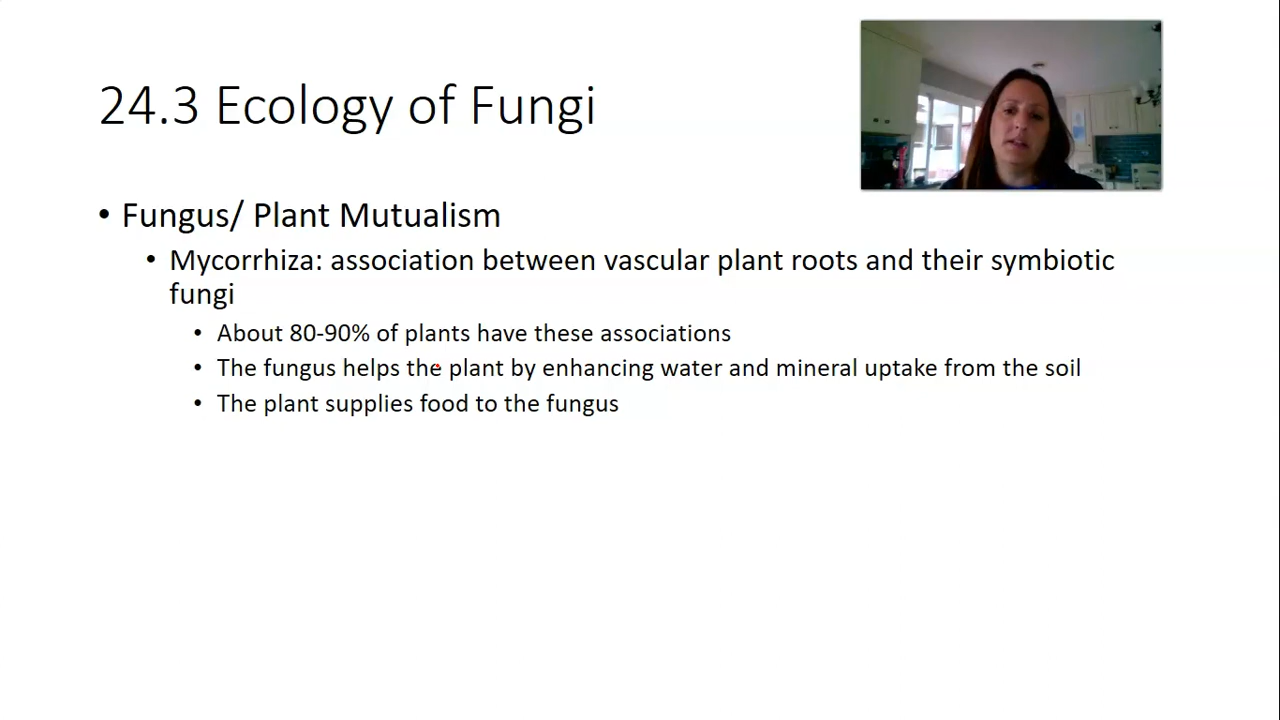 24.3 Ecology of Fungi
• Fungus/ Plant Mutualism
• Mycorrhiza: association between vascular plant roots and their symbiotic
fungi
• About 80-90% of plants have these associations
• The fungus helps the plant by enhancing water and mineral uptake from the soil
• The plant supplies food to the fungus